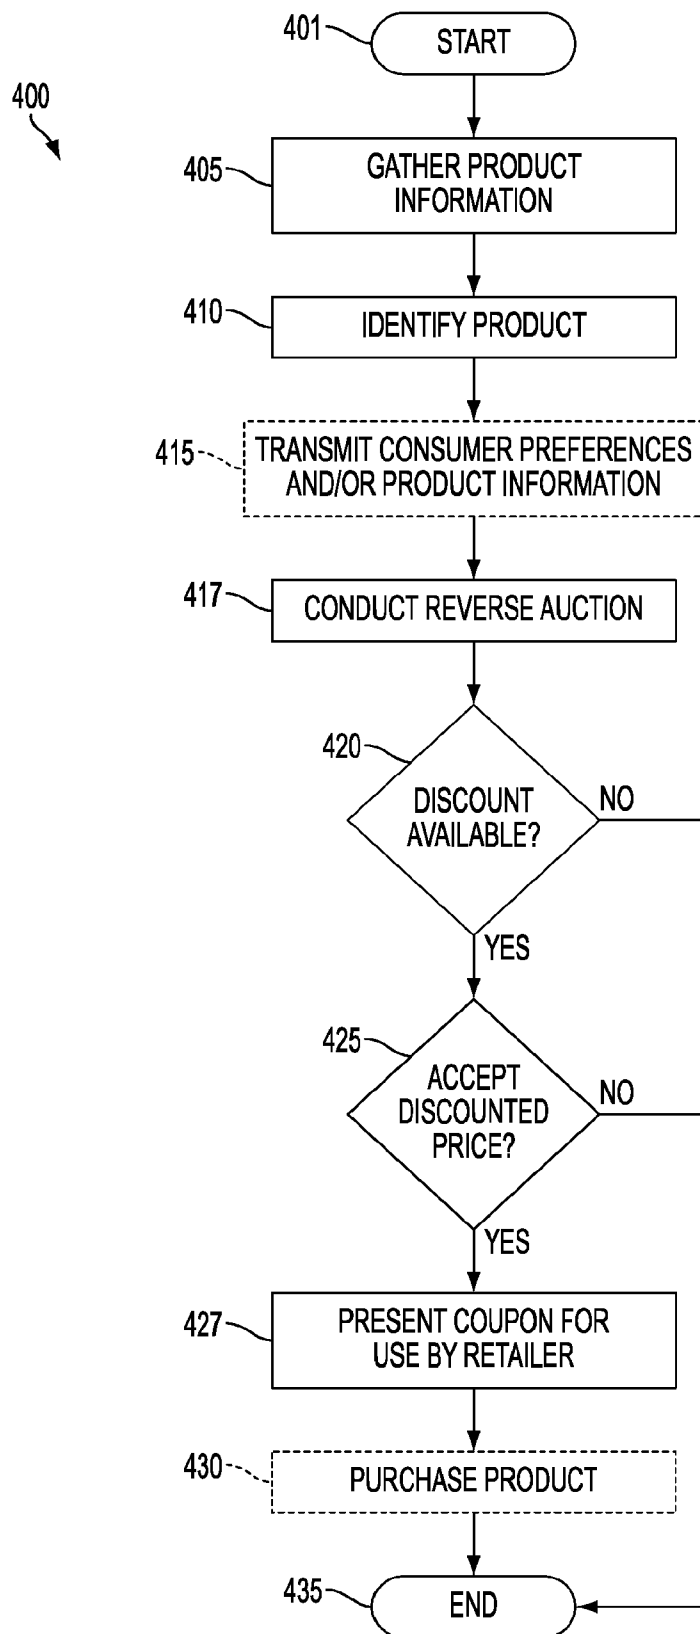 401
START
400
405
GATHER PRODUCT
INFORMATION
410
IDENTIFY PRODUCT
415
TRANSMIT CONSUMER PREFERENCES
AND/OR PRODUCT INFORMATION
417
CONDUCT REVERSE AUCTION
420
DISCOUNT
AVAILABLE?
NO
YES
425
ACCEPT
DISCOUNTED
PRICE?
NO
YES
427
PRESENT COUPON FOR
USE BY RETAILER
430
PURCHASE PRODUCT
435
END